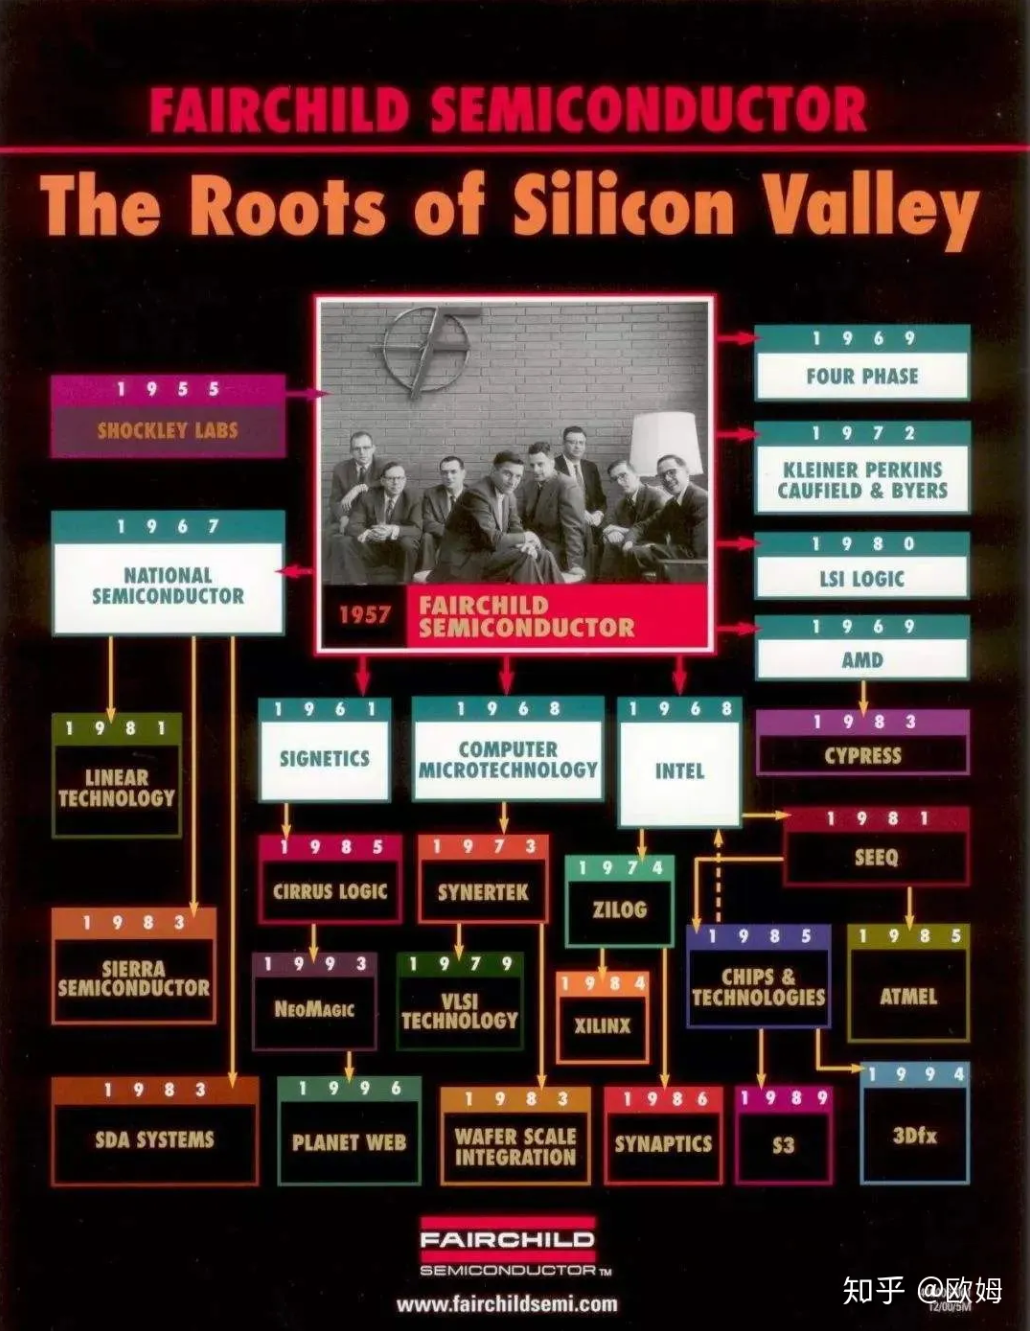 FAIRCHILD SEMICONDUCTOR
The Roots of Silicon Valley
1955
SHOCKLEY LABS
1967
NATIONAL
SEMICONDUCTOR
1957
FAIRCHILD
SEMICONDUCTOR
1969
FOUR PHASE
1972
KLEINER PERKINS
CAUFIELD & BYERS
1980
LSI LOGIC
1969
AMD
1983
CYPRESS
1961
SIGNETICS
1968
COMPUTER
MICROTECHNOLOGY
1968
INTEL
1981
LINEAR
TECHNOLOGY
1985
CIRRUS LOGIC
1973
SYNERTEK
1974
ZILOG
1981
SEEQ
1983
SIERRA
SEMICONDUCTOR
1993
NEOMAGIC
1979
VLSI
TECHNOLOGY
1984
XILINX
1985
CHIPS &
TECHNOLOGIES
1985
ATMEL
1983
SDA SYSTEMS
1996
PLANET WEB
1983
WAFER SCALE
INTEGRATION
1986
SYNAPTICS
1989
S3
1994
3Dfx
FAIRCHILD
SEMICONDUCTOR™
www.fairchildsemi.com
知乎 @欧姆
12/00/5M